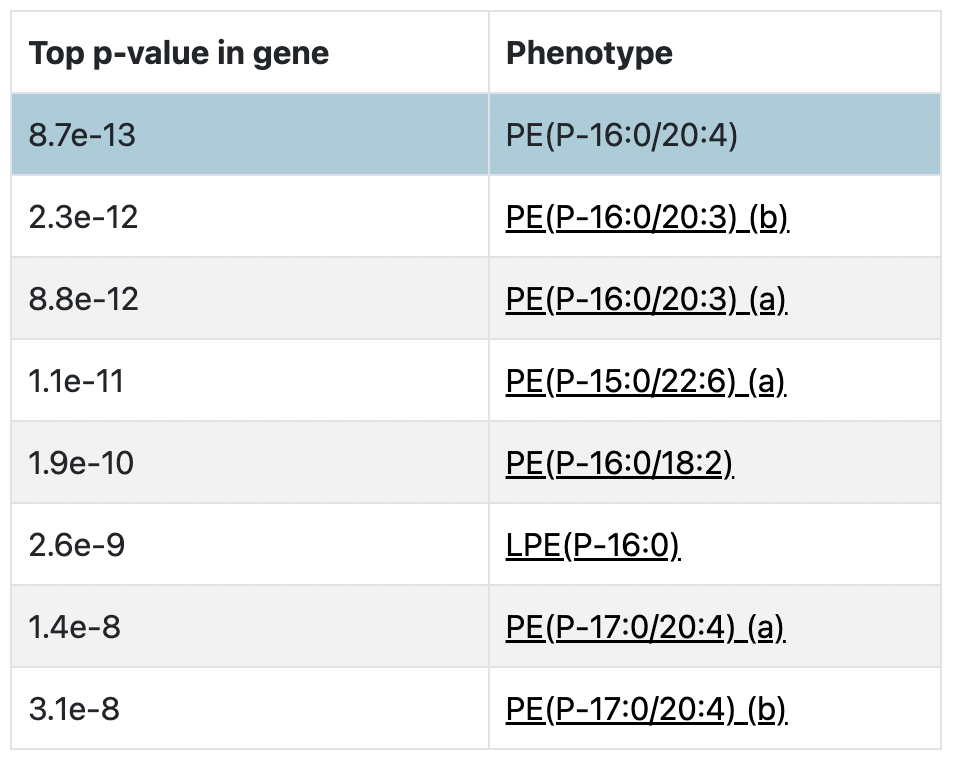 Top p-value in gene Phenotype
8.7e-13 PE(P-16:0/20:4)
2.3e-12 PE(P-16:0/20:3) (b)
8.8e-12 PE(P-16:0/20:3) (a)
1.1e-11 PE(P-15:0/22:6) (a)
1.9e-10 PE(P-16:0/18:2)
2.6e-9 LPE(P-16:0)
1.4e-8 PE(P-17:0/20:4) (a)
3.1e-8 PE(P-17:0/20:4) (b)